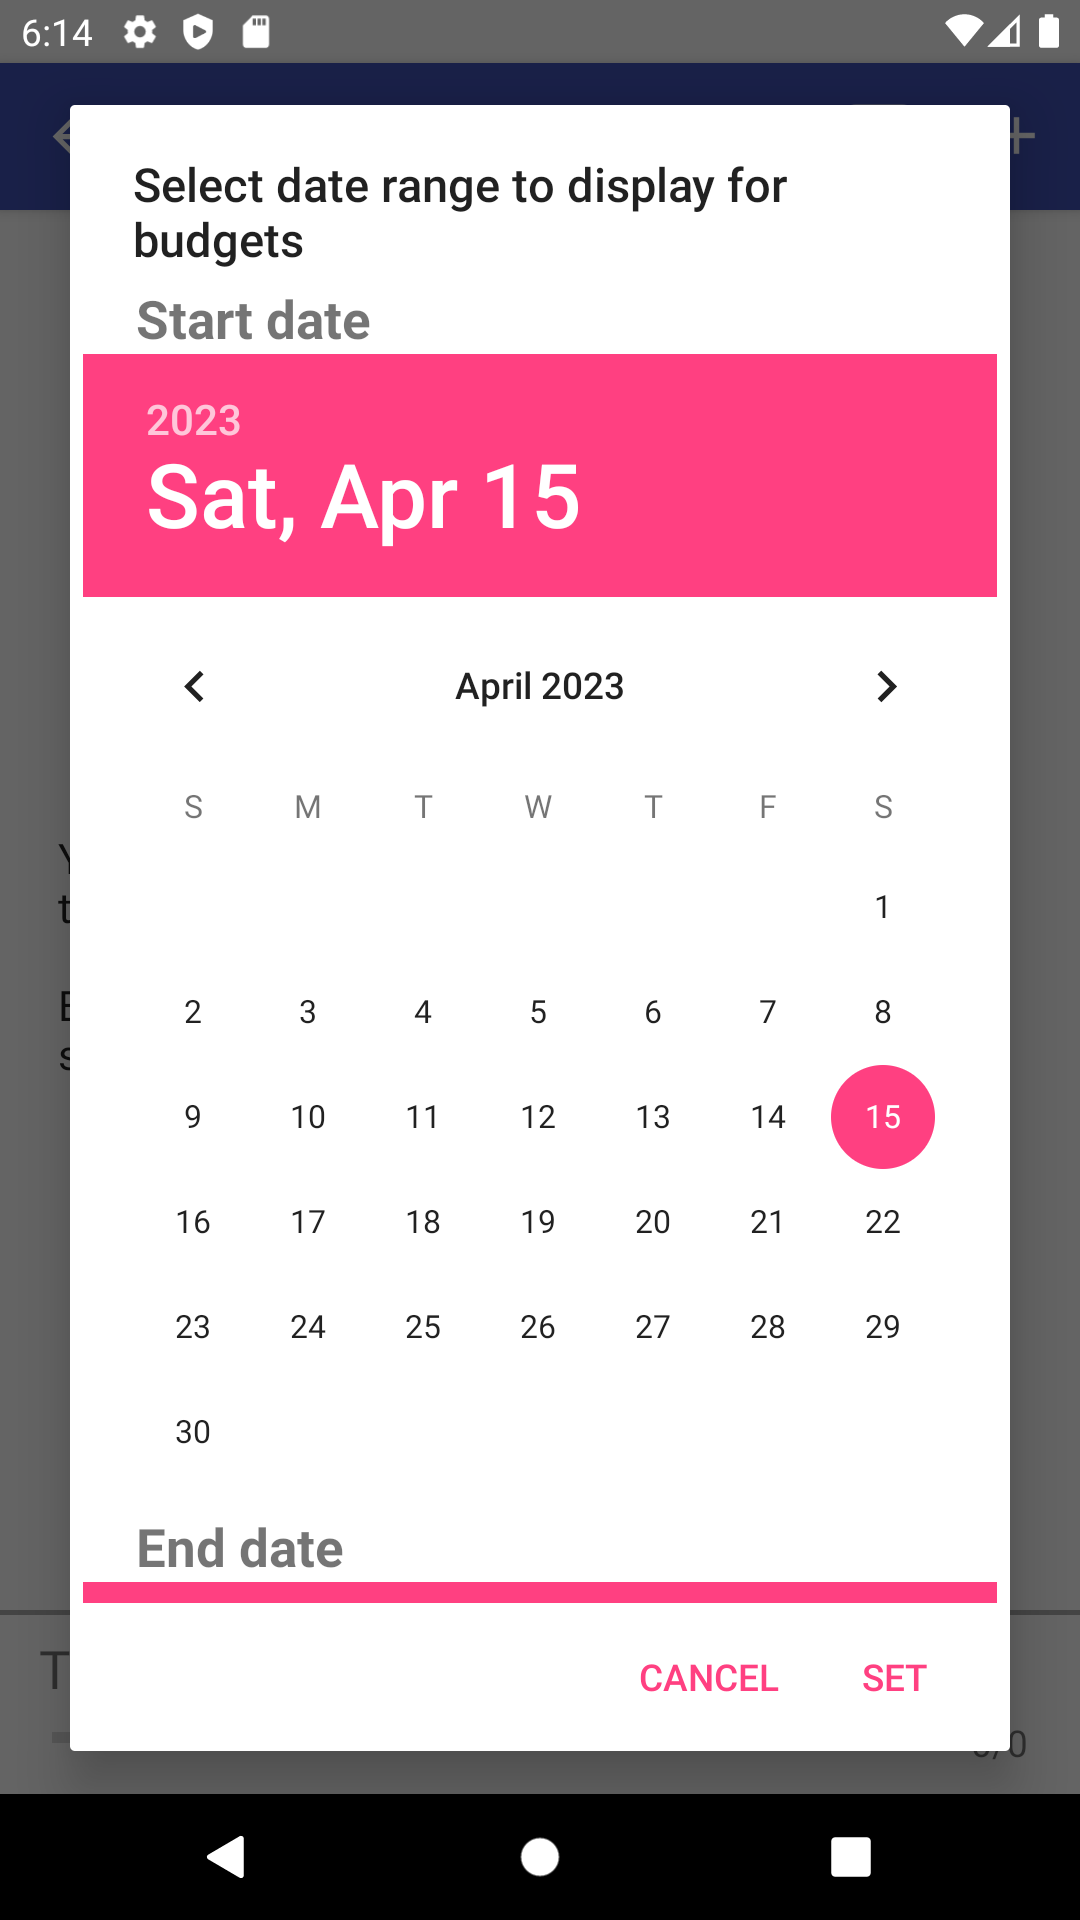 6:14
Select date range to display for
budgets
Start date
2023
Sat, Apr 15
April 2023
S M T W T F S
1
2 3 4 5 6 7 8
9 10 11 12 13 14 15
16 17 18 19 20 21 22
23 24 25 26 27 28 29
30
End date
CANCEL SET